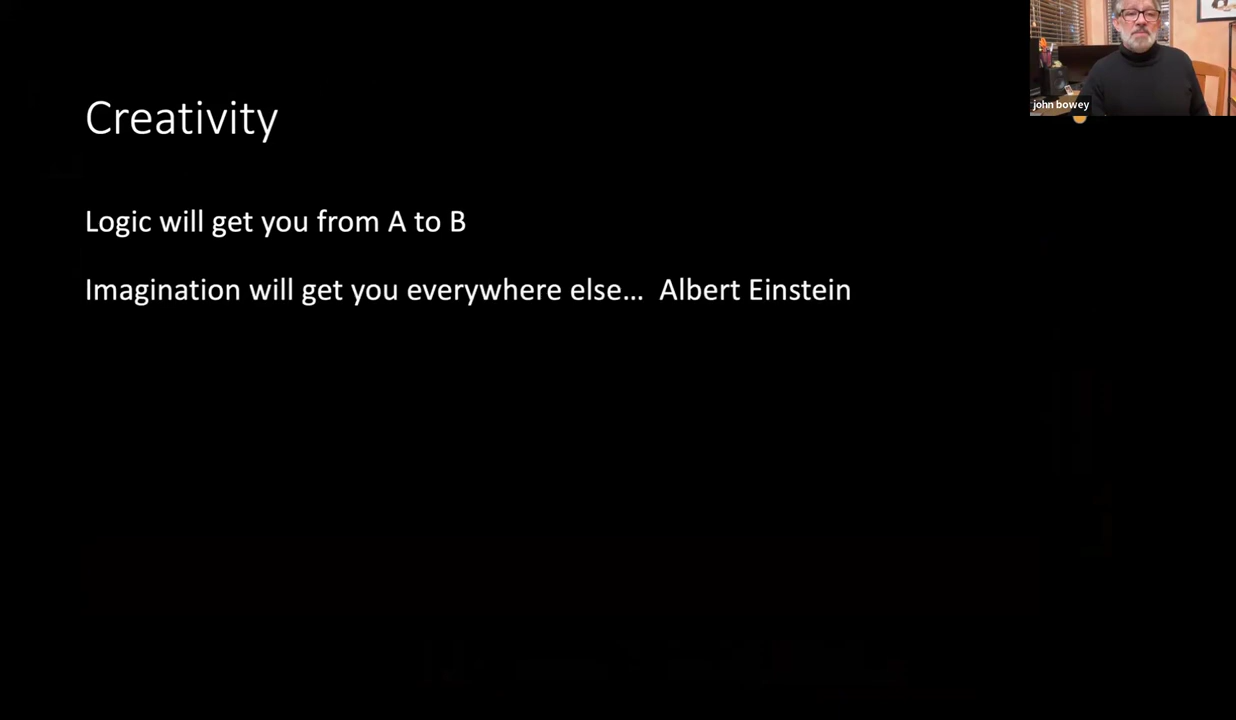 Creativity
john bowey
Logic will get you from A to B
Imagination will get you everywhere else... Albert Einstein